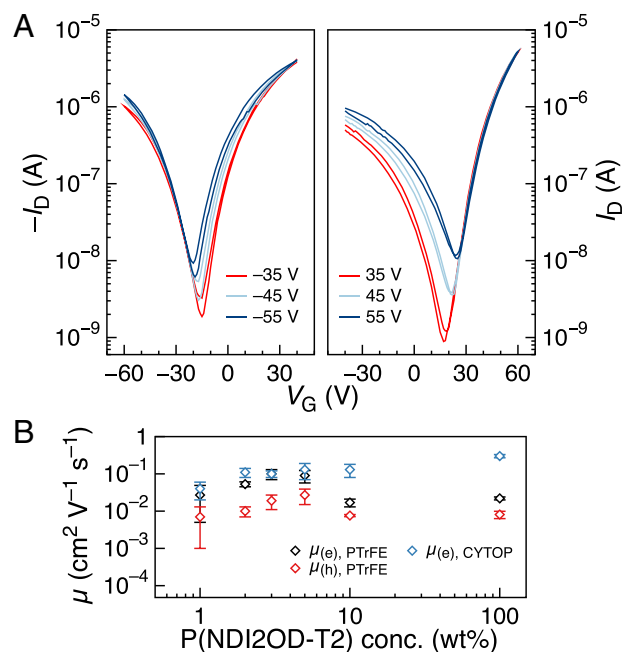 A
10⁻⁵
10⁻⁶
10⁻⁷
10⁻⁸
10⁻⁹
−I_D (A)
−35 V
−45 V
−55 V
−60 −30 0 30
35 V
45 V
55 V
−30 0 30 60
10⁻⁵
10⁻⁶
10⁻⁷
10⁻⁸
10⁻⁹
I_D (A)
V_G (V)
B
1
10⁻¹
10⁻²
10⁻³
10⁻⁴
μ (cm² V⁻¹ s⁻¹)
μ(e), PTrFE
μ(h), PTrFE
μ(e), CYTOP
1 10 100
P(NDI2OD-T2) conc. (wt%)